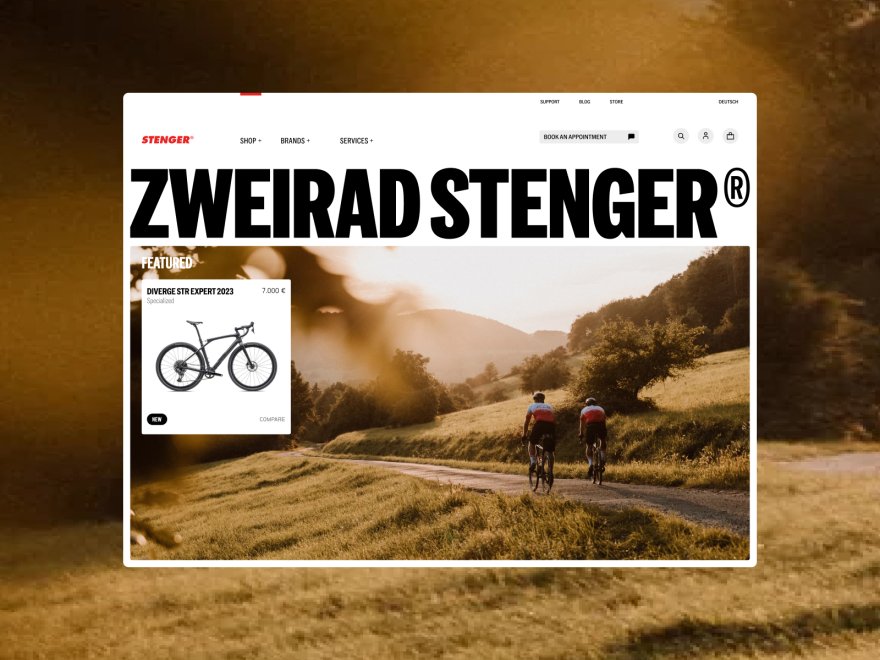 SUPPORT BLOG STORE DEUTSCH
STENGER®
SHOP + BRANDS + SERVICES +
BOOK AN APPOINTMENT
ZWEIRAD STENGER®
FEATURED
DIVERGE STR EXPERT 2023 7.000 €
Specialized
NEW COMPARE